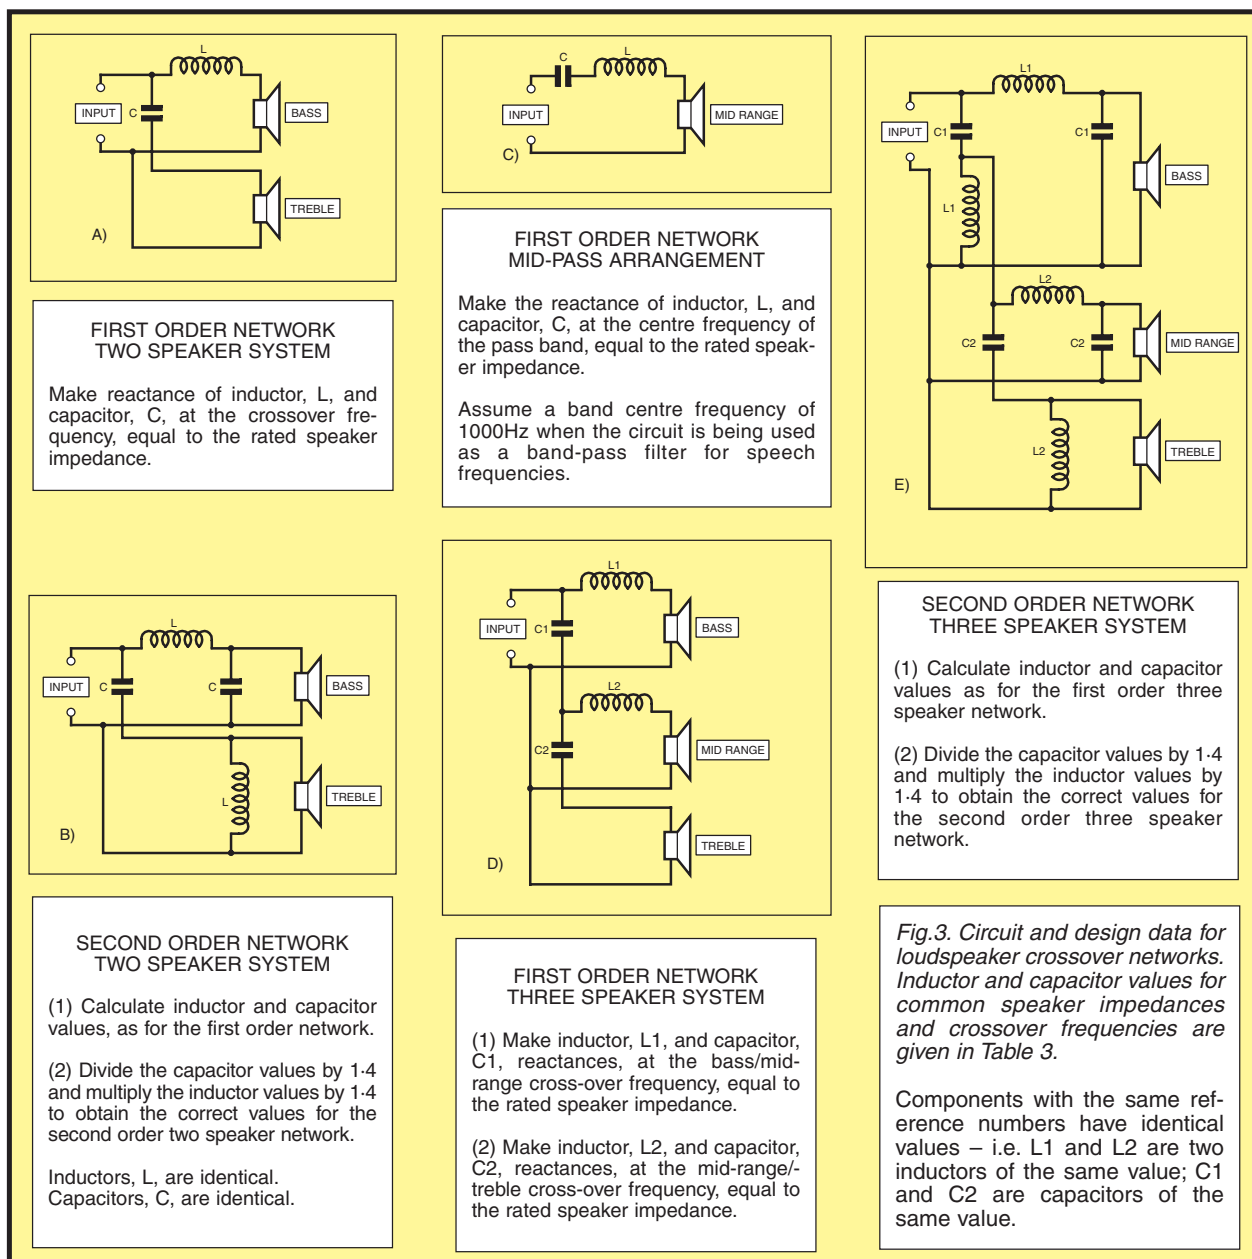 L
INPUT
C
BASS
TREBLE
A)
FIRST ORDER NETWORK
TWO SPEAKER SYSTEM
Make reactance of inductor, L, and
capacitor, C, at the crossover fre-
quency, equal to the rated speaker
impedance.
L
INPUT
C
C
BASS
L
TREBLE
B)
SECOND ORDER NETWORK
TWO SPEAKER SYSTEM
(1) Calculate inductor and capacitor
values, as for the first order network.
(2) Divide the capacitor values by 1·4
and multiply the inductor values by 1·4
to obtain the correct values for the
second order two speaker network.
Inductors, L, are identical.
Capacitors, C, are identical.
C
L
INPUT
MID RANGE
C)
FIRST ORDER NETWORK
MID-PASS ARRANGEMENT
Make the reactance of inductor, L, and
capacitor, C, at the centre frequency of
the pass band, equal to the rated speak-
er impedance.
Assume a band centre frequency of
1000Hz when the circuit is being used
as a band-pass filter for speech
frequencies.
L1
INPUT
C1
BASS
L2
C2
MID RANGE
TREBLE
D)
FIRST ORDER NETWORK
THREE SPEAKER SYSTEM
(1) Make inductor, L1, and capacitor,
C1, reactances, at the bass/mid-
range cross-over frequency, equal to
the rated speaker impedance.
(2) Make inductor, L2, and capacitor,
C2, reactances, at the mid-range/-
treble cross-over frequency, equal to
the rated speaker impedance.
L1
INPUT
C1
C1
BASS
L1
L2
C2
C2
MID RANGE
L2
TREBLE
E)
SECOND ORDER NETWORK
THREE SPEAKER SYSTEM
(1) Calculate inductor and capacitor
values as for the first order three
speaker network.
(2) Divide the capacitor values by 1·4
and multiply the inductor values by
1·4 to obtain the correct values for
the second order three speaker
network.
Fig.3. Circuit and design data for
loudspeaker crossover networks.
Inductor and capacitor values for
common speaker impedances
and crossover frequencies are
given in Table 3.
Components with the same ref-
erence numbers have identical
values – i.e. L1 and L2 are two
inductors of the same value; C1
and C2 are capacitors of the
same value.